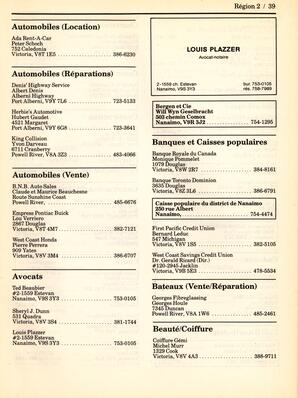 Région 2 / 39
Automobiles (Location)
Ada Rent-A-Car
Peter Schoch
752 Caledonia
Victoria, V8T 1E5 386-6230
Automobiles (Réparations)
Denis' Highway Service
Albert Denis
Alberni Highway
Port Alberni, V9Y 7L6 723-5133
Herbie's Automotive
Hubert Gaudet
4521 Margaret
Port Alberni, V9Y 6G8 723-3641
King Collision
Yvon Darveau
6711 Cranberry
Powell River, V8A 3Z3 483-4066
Automobiles (Vente)
B.N.B. Auto Sales
Claude et Maurice Beauchesne
Route Sunshine Coast
Powell River, 485-6676
Empress Pontiac Buick
Lou Verriero
2867 Douglas
Victoria, V8T 4M7 382-7121
West Coast Honda
Pierre Ferrera
909 Yates
Victoria, V8V 3M4 386-6707
Avocats
Ted Beaubier
#2-1559 Estevan
Nanaimo, V9S 3Y3 753-0105
Sheryl J. Dunn
531 Quadra
Victoria, V8V 3S4 381-1744
Louis Plazzer
#2-1559 Estevan
Nanaimo, V9S 3Y3 753-0105
LOUIS PLAZZER
Avocat-notaire
2-1559 ch. Estevan bur. 753-0105
Nanaimo, V9S 3Y3 rés. 758-7989
Bergen et Cie
Will Wyn Gesellbracht
503 chemin Comox
Nanaimo, V9R 3J2 754-1295
Banques et Caisses populaires
Banque Royale du Canada
Monique Pommelet
1079 Douglas
Victoria, V8W 2R7 384-8161
Banque Toronto Dominion
3635 Douglas
Victoria, V8Z 3L6 386-6791
Caisse populaire du district de Nanaimo
250 rue Albert
Nanaimo, 754-4474
First Pacific Credit Union
Bernard Leduc
547 Michigan
Victoria, V8V 1S5 382-5105
West Coast Savings Credit Union
Dr. Gerald Ricard (Dir.)
#120-2945 Jacklin
Victoria, V9B 5E3 478-5534
Bateaux (Vente/Réparation)
Georges Fibreglassing
Georges Houle
7345 Duncan
Powell River, V8A 1W6 485-2461
Beauté/Coiffure
Coiffure Gémi
Michel Murr
1329 Cook
Victoria, V8V 4A3 388-9711